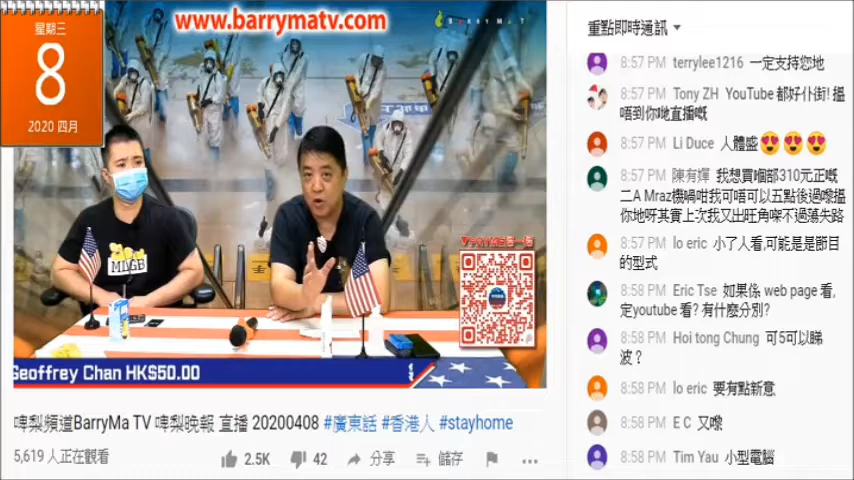 www.barrymatv.com
BARRYMATV
星期三
8
2020 四月
MAGB
Geoffrey Chan HK$50.00
啤梨頻道BarryMa TV 啤梨晚報 直播 20200408 #廣東話 #香港人 #stayhome
5,619 人正在觀看
2.5K
42
分享
儲存
重點即時通訊
8:57 PM terrylee1216 一定支持您地
8:57 PM Tony ZH YouTube 都好仆街! 搵
唔到你哋直播嘅
8:57 PM Li Duce 人體盛😍😍😍
8:57 PM 陳有嬋 我想買嗰部310元正嘅
二A Mraz機喎咁我可唔可以五點後過嚟搵
你地呀其實上次我又出旺角㗎不過蕩失路
8:57 PM lo eric 小了人看,可能是是節目
的型式
8:58 PM Eric Tse 如果係 web page 看,
定youtube 看? 有什麼分別?
8:58 PM Hoi tong Chung 可5可以睇
波？
8:58 PM lo eric 要有點新意
8:58 PM E C 又嚟
8:58 PM Tim Yau 小型電腦